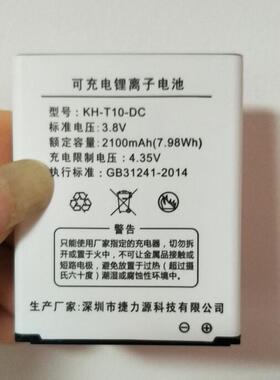 可充电锂离子电池
型号:KH-T10-DC
标准电压:3.8V
额定容量:2100mAh(7.98Wh)
充电限制电压:4.35V
执行标准:GB31241-2014
警告
只能使用厂家指定的充电器,切勿拆
开,撞击或戳穿、不可让金属品接触或
短路电极,避免放置于过热(超过摄
氏六十度)潮水或腐蚀性环境中。
生产厂家:深圳市捷力源科技有限公司